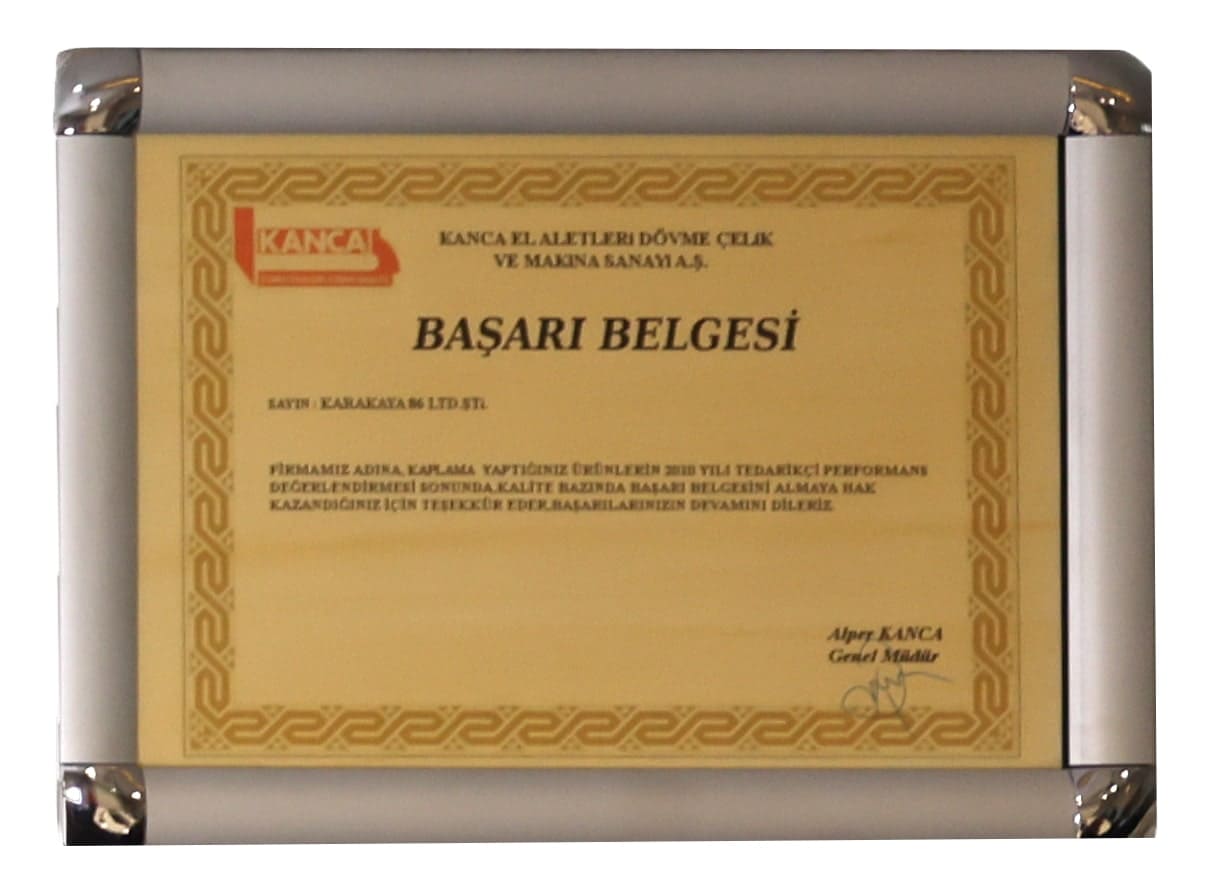 KANCA
KANCA EL ALETLERİ DÖVME ÇELİK
VE MAKINA SANAYI A.Ş.
BAŞARI BELGESİ
SAYIN : KARAKAYA 86 LTD.ŞTİ.
FİRMAMIZ ADINA, KAPLAMA YAPTIĞINIZ ÜRÜNLERİN 2010 YILI TEDARİKÇİ PERFORMANS
DEĞERLENDİRMESİ SONUNDA,KALİTE BAZINDA BAŞARI BELGESİNİ ALMAYA HAK
KAZANDIĞINIZ İÇİN TEŞEKKÜR EDER,BAŞARILARINIZIN DEVAMINI DİLERİZ.
Alper KANCA
Genel Müdür